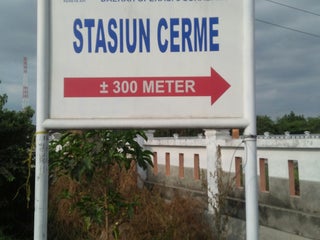 STASIUN CERME
± 300 METER